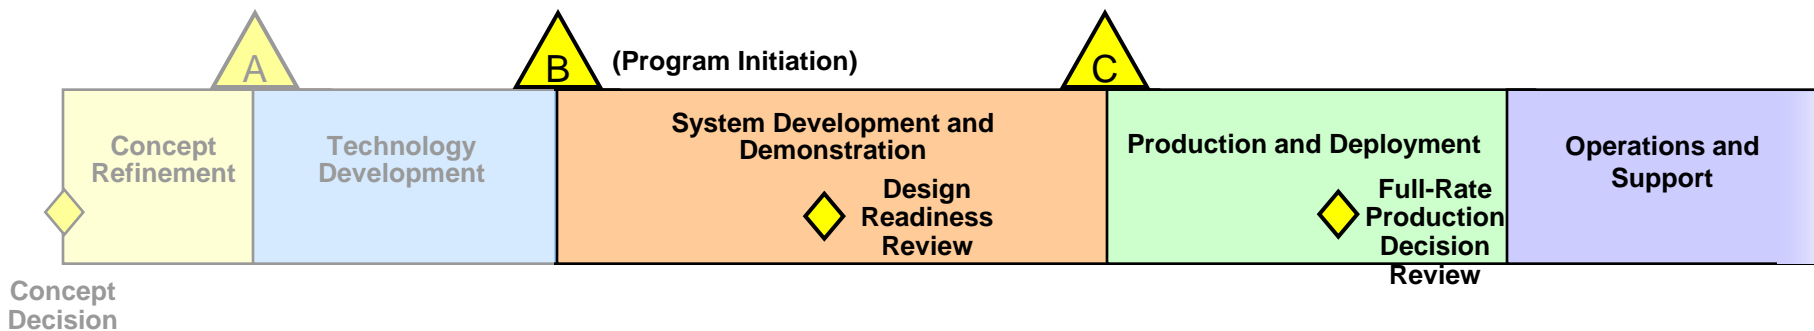 A
B
(Program Initiation)
C
Concept
Refinement
Technology
Development
System Development and
Demonstration
Design
Readiness
Review
Production and Deployment
Full-Rate
Production
Decision
Review
Operations and
Support
Concept
Decision